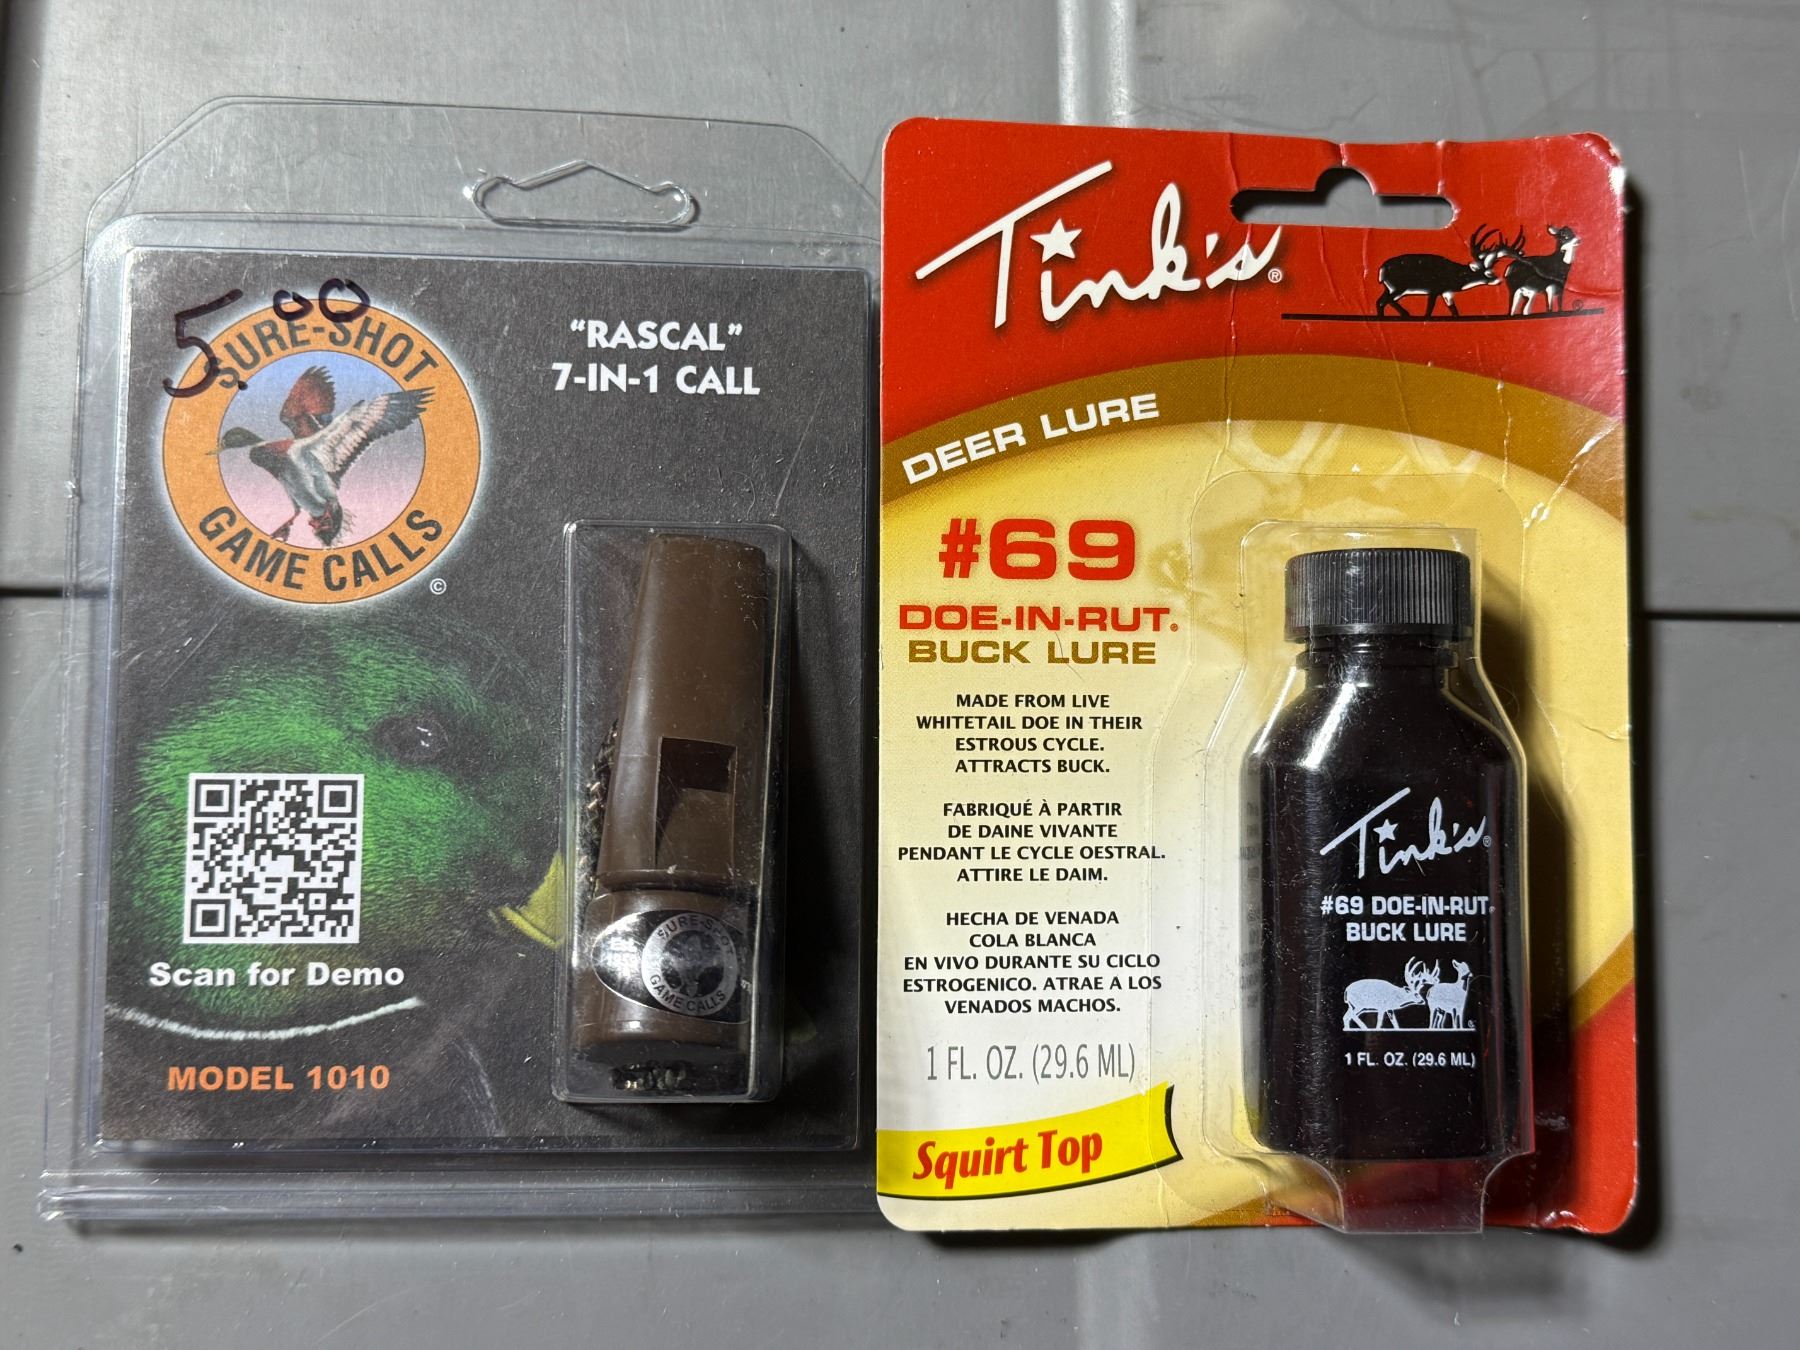 5.00
SURE-SHOT
GAME CALLS
©
"RASCAL"
7-IN-1 CALL
Scan for Demo
MODEL 1010
SURE-SHOT
GAME CALLS
Tink's®
DEER LURE
#69
DOE-IN-RUT®
BUCK LURE
MADE FROM LIVE
WHITETAIL DOE IN THEIR
ESTROUS CYCLE.
ATTRACTS BUCK.
FABRIQUÉ À PARTIR
DE DAINE VIVANTE
PENDANT LE CYCLE OESTRAL.
ATTIRE LE DAIM.
HECHA DE VENADA
COLA BLANCA
EN VIVO DURANTE SU CICLO
ESTROGENICO. ATRAE A LOS
VENADOS MACHOS.
1 FL. OZ. (29.6 ML)
Squirt Top
Tink's®
#69 DOE-IN-RUT®
BUCK LURE
1 FL. OZ. (29.6 ML)